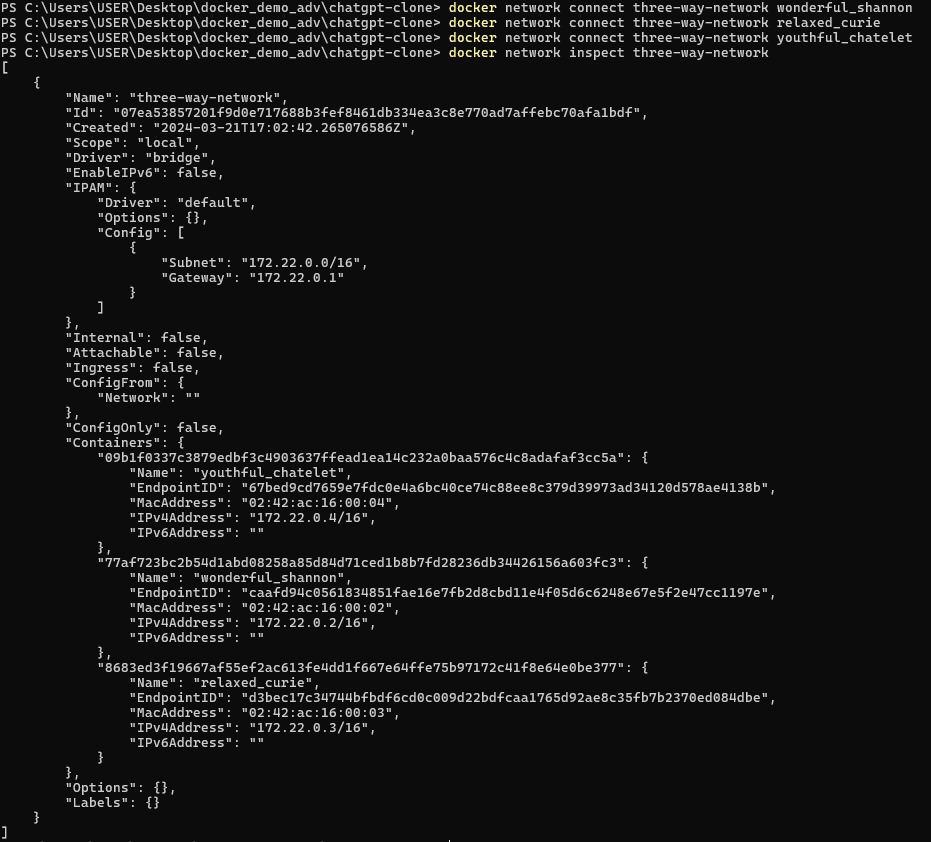 PS C:\Users\USER\Desktop\docker_demo_adv\chatgpt-clone> docker network connect three-way-network wonderful_shannon
PS C:\Users\USER\Desktop\docker_demo_adv\chatgpt-clone> docker network connect three-way-network relaxed_curie
PS C:\Users\USER\Desktop\docker_demo_adv\chatgpt-clone> docker network connect three-way-network youthful_chatelet
PS C:\Users\USER\Desktop\docker_demo_adv\chatgpt-clone> docker network inspect three-way-network
[
    {
        "Name": "three-way-network",
        "Id": "07ea53857201f9d0e717688b3fef8461db334ea3c8e770ad7affebc70afa1bdf",
        "Created": "2024-03-21T17:02:42.265076586Z",
        "Scope": "local",
        "Driver": "bridge",
        "EnableIPv6": false,
        "IPAM": {
            "Driver": "default",
            "Options": {},
            "Config": [
                {
                    "Subnet": "172.22.0.0/16",
                    "Gateway": "172.22.0.1"
                }
            ]
        },
        "Internal": false,
        "Attachable": false,
        "Ingress": false,
        "ConfigFrom": {
            "Network": ""
        },
        "ConfigOnly": false,
        "Containers": {
            "09b1f0337c3879edbf3c4903637ffead1ea14c232a0baa576c4c8adafaf3cc5a": {
                "Name": "youthful_chatelet",
                "EndpointID": "67bed9cd7659e7fdc0e4a6bc40ce74c88ee8c379d39973ad34120d578ae4138b",
                "MacAddress": "02:42:ac:16:00:04",
                "IPv4Address": "172.22.0.4/16",
                "IPv6Address": ""
            },
            "77af723bc2b54d1abd08258a85d84d71ced1b8b7fd28236db34426156a603fc3": {
                "Name": "wonderful_shannon",
                "EndpointID": "caafd94c0561834851fae16e7fb2d8cbd11e4f05d6c6248e67e5f2e47cc1197e",
                "MacAddress": "02:42:ac:16:00:02",
                "IPv4Address": "172.22.0.2/16",
                "IPv6Address": ""
            },
            "8683ed3f19667af55ef2ac613fe4dd1f667e64ffe75b97172c41f8e64e0be377": {
                "Name": "relaxed_curie",
                "EndpointID": "d3bec17c34744bfbdf6cd0c009d22bdfcaa1765d92ae8c35fb7b2370ed084dbe",
                "MacAddress": "02:42:ac:16:00:03",
                "IPv4Address": "172.22.0.3/16",
                "IPv6Address": ""
            }
        },
        "Options": {},
        "Labels": {}
    }
]